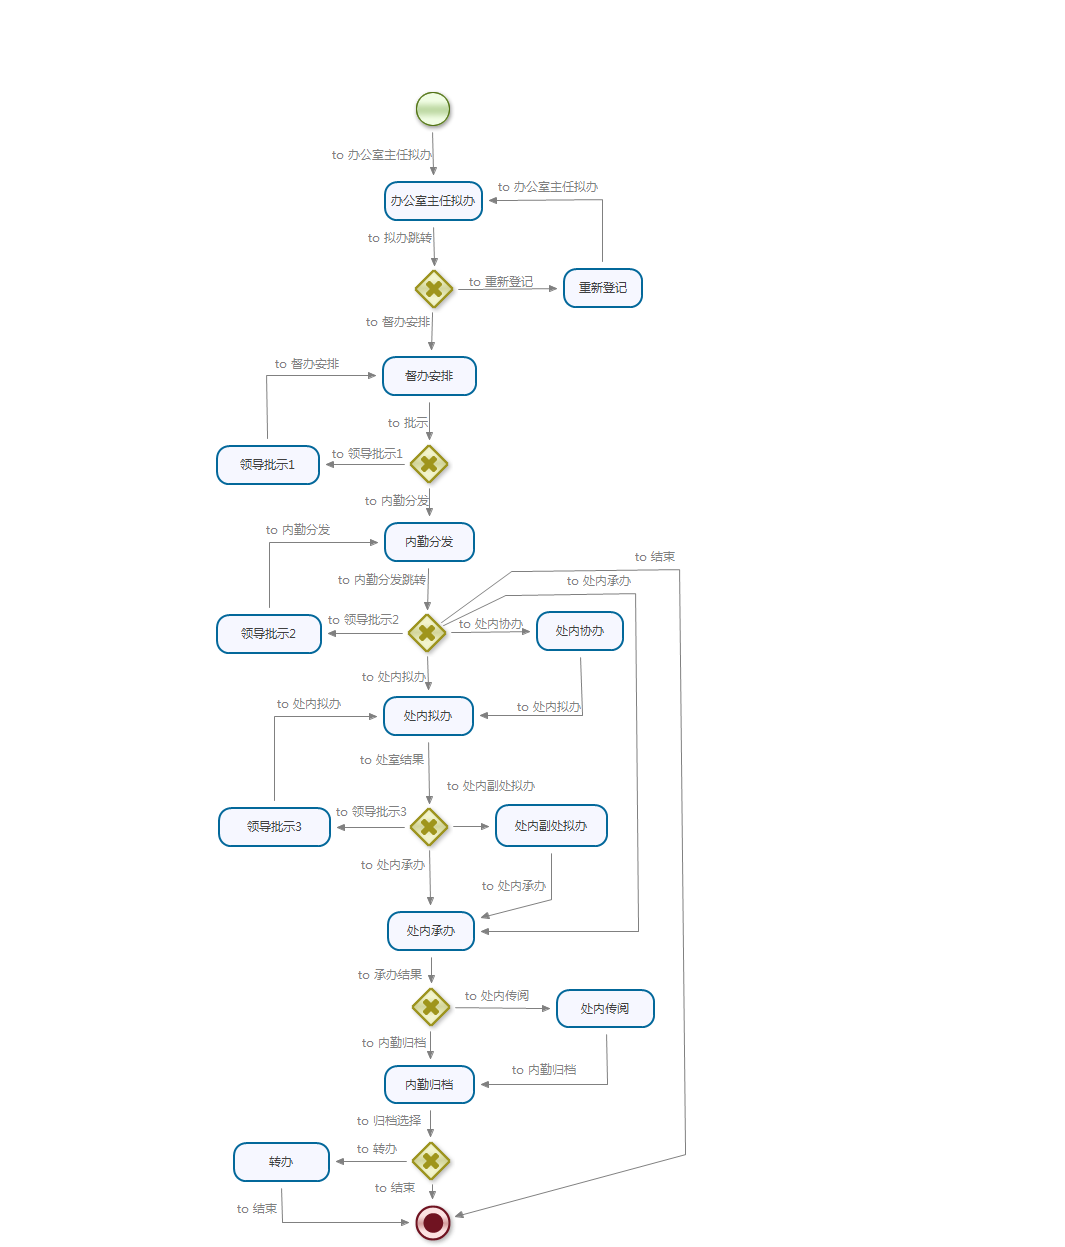 to 办公室主任拟办
to 办公室主任拟办
办公室主任拟办
to 拟办跳转
to 重新登记
重新登记
to 督办安排
to 督办安排
督办安排
to 批示
to 领导批示1
领导批示1
to 内勤分发
to 内勤分发
内勤分发
to 结束
to 内勤分发跳转
to 处内承办
to 领导批示2
to 处内协办
处内协办
领导批示2
to 处内拟办
to 处内拟办
to 处内拟办
处内拟办
to 处室结果
to 处内副处拟办
to 领导批示3
领导批示3
处内副处拟办
to 处内承办
to 处内承办
处内承办
to 承办结果
to 处内传阅
处内传阅
to 内勤归档
to 内勤归档
内勤归档
to 归档选择
to 转办
转办
to 结束
to 结束